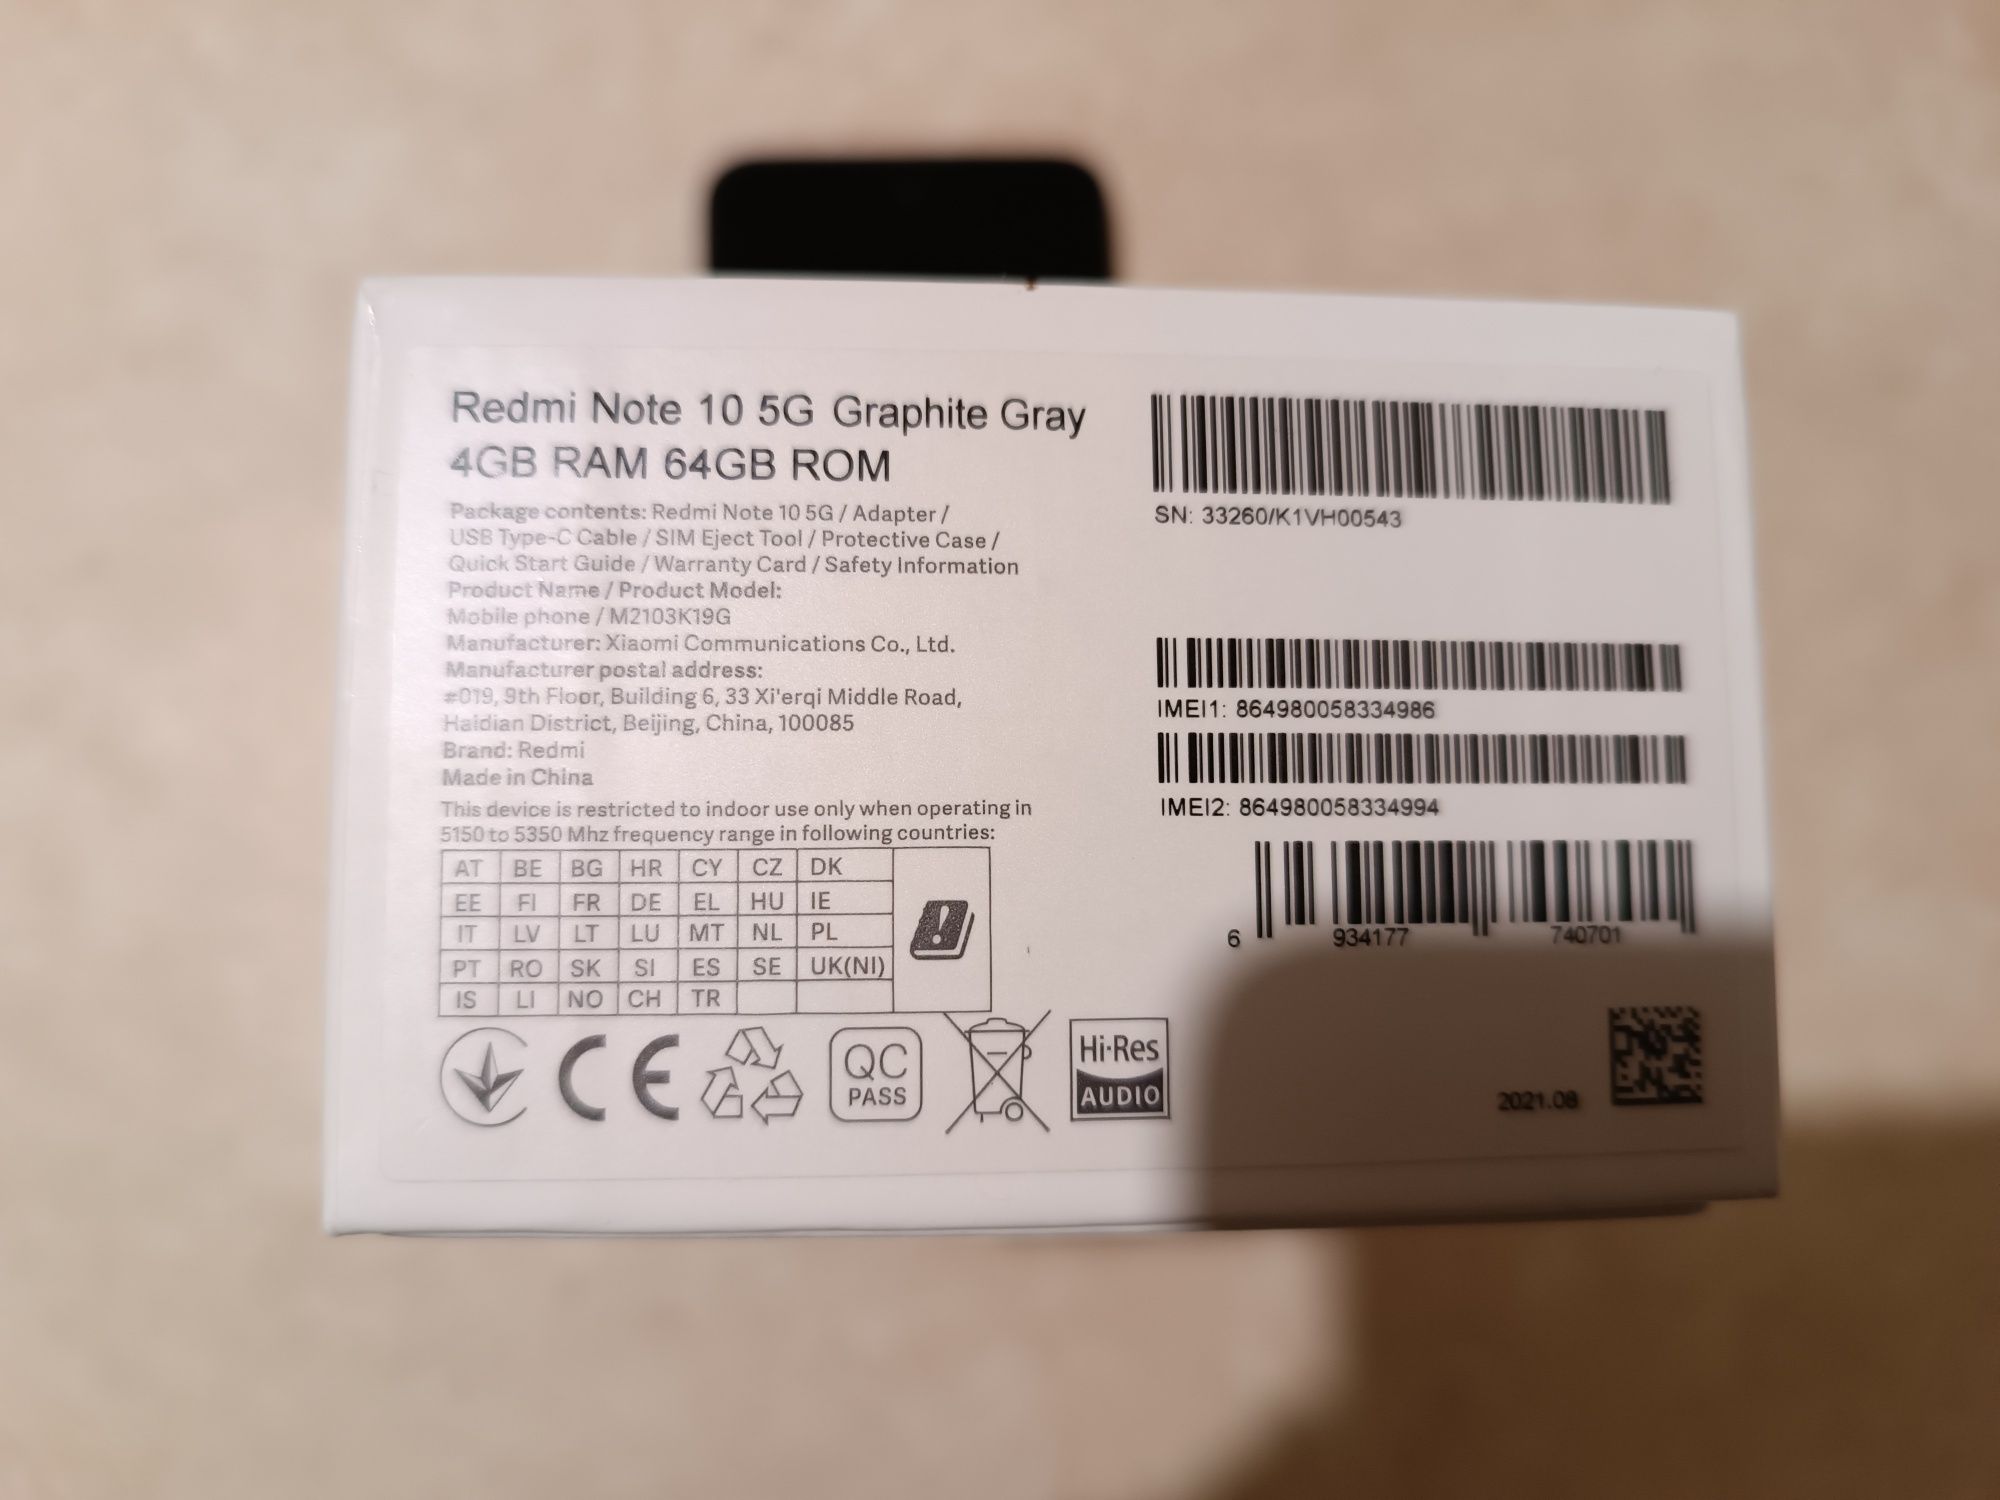 Redmi Note 10 5G Graphite Gray
4GB RAM 64GB ROM
Package contents: Redmi Note 10 5G / Adapter /
USB Type-C Cable / SIM Eject Tool / Protective Case /
Quick Start Guide / Warranty Card / Safety Information
Product Name / Product Model:
Mobile phone / M2103K19G
Manufacturer: Xiaomi Communications Co., Ltd.
Manufacturer postal address:
#019, 9th Floor, Building 6, 33 Xi'erqi Middle Road,
Haidian District, Beijing, China, 100085
Brand: Redmi
Made in China
This device is restricted to indoor use only when operating in
5150 to 5350 Mhz frequency range in following countries:
AT BE BG HR CY CZ DK
EE FI FR DE EL HU IE
IT LV LT LU MT NL PL
PT RO SK SI ES SE UK(NI)
IS LI NO CH TR
CE
QC
PASS
Hi-Res
AUDIO
SN: 33260/K1VH00543
IMEI1: 864980058334986
IMEI2: 864980058334994
6 934177 740701
2021.08